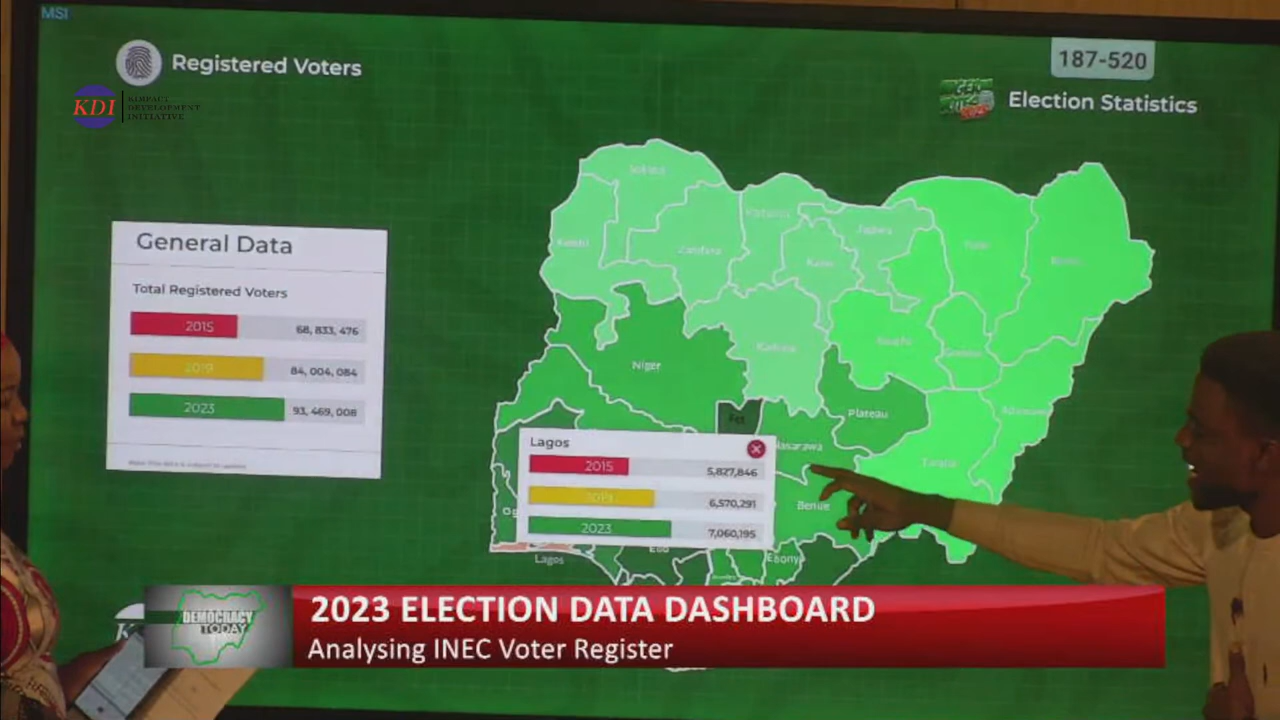 MSI
Registered Voters
KDI
KIMPACT
DEVELOPMENT
INITIATIVE
187-520
Election Statistics
General Data
Total Registered Voters
2015 68, 833, 476
2019 84, 004, 084
2023 93, 469, 008
Sokoto
Kebbi
Zamfara
Katsina
Jigawa
Kano
Yobe
Borno
Kaduna
Bauchi
Gombe
Adamawa
Niger
Plateau
Fct
Nasarawa
Taraba
Benue
Lagos
2015 5,827,846
2019 6,570,291
2023 7,060,195
Og
Lagos
Edo
Ebonyi
DEMOCRACY
TODAY
2023 ELECTION DATA DASHBOARD
Analysing INEC Voter Register